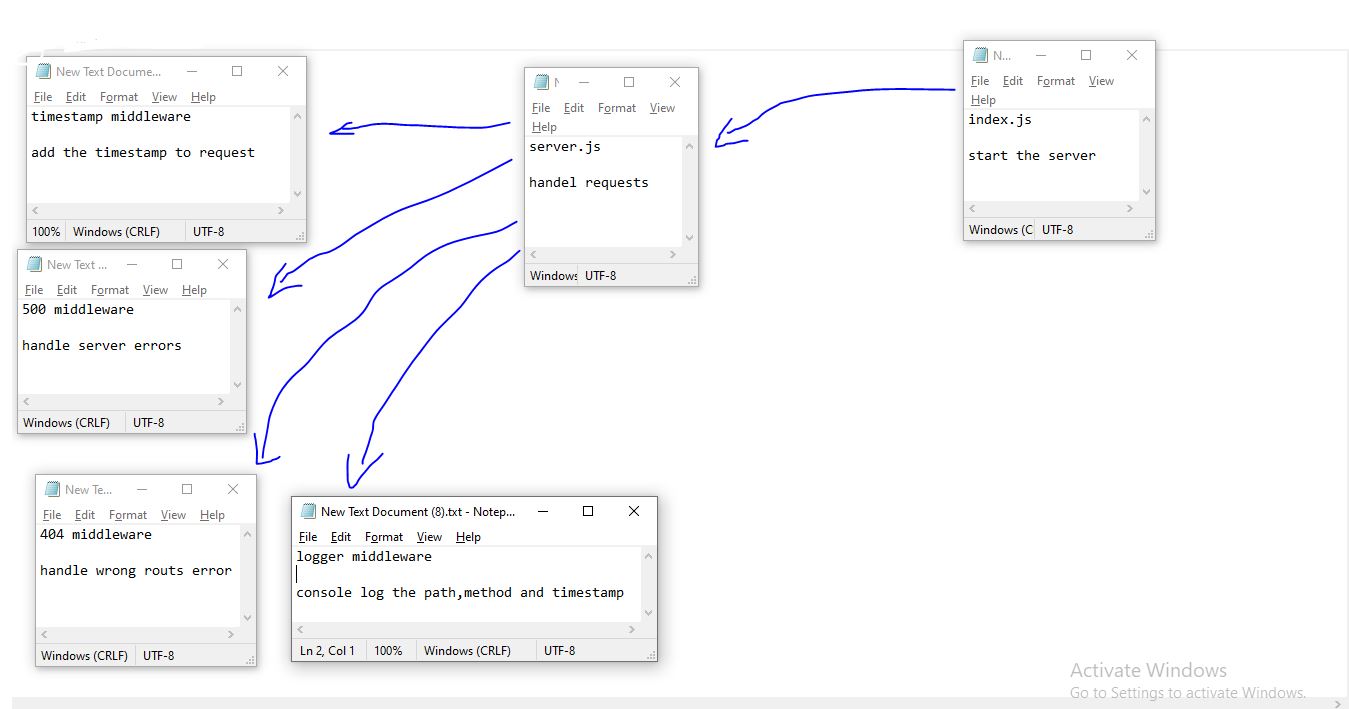 New Text Docume...
File Edit Format View Help
timestamp middleware
add the timestamp to request
100% Windows (CRLF) UTF-8
File Edit Format View
Help
server.js
handel requests
Windows UTF-8
N...
File Edit Format View
Help
index.js
start the server
Windows (C UTF-8
New Text ...
File Edit Format View Help
500 middleware
handle server errors
Windows (CRLF) UTF-8
New Te...
File Edit Format View Help
404 middleware
handle wrong routs error
Windows (CRLF) UTF-8
New Text Document (8).txt - Notep...
File Edit Format View Help
logger middleware
console log the path,method and timestamp
Ln 2, Col 1 100% Windows (CRLF) UTF-8
Activate Windows
Go to Settings to activate Windows.